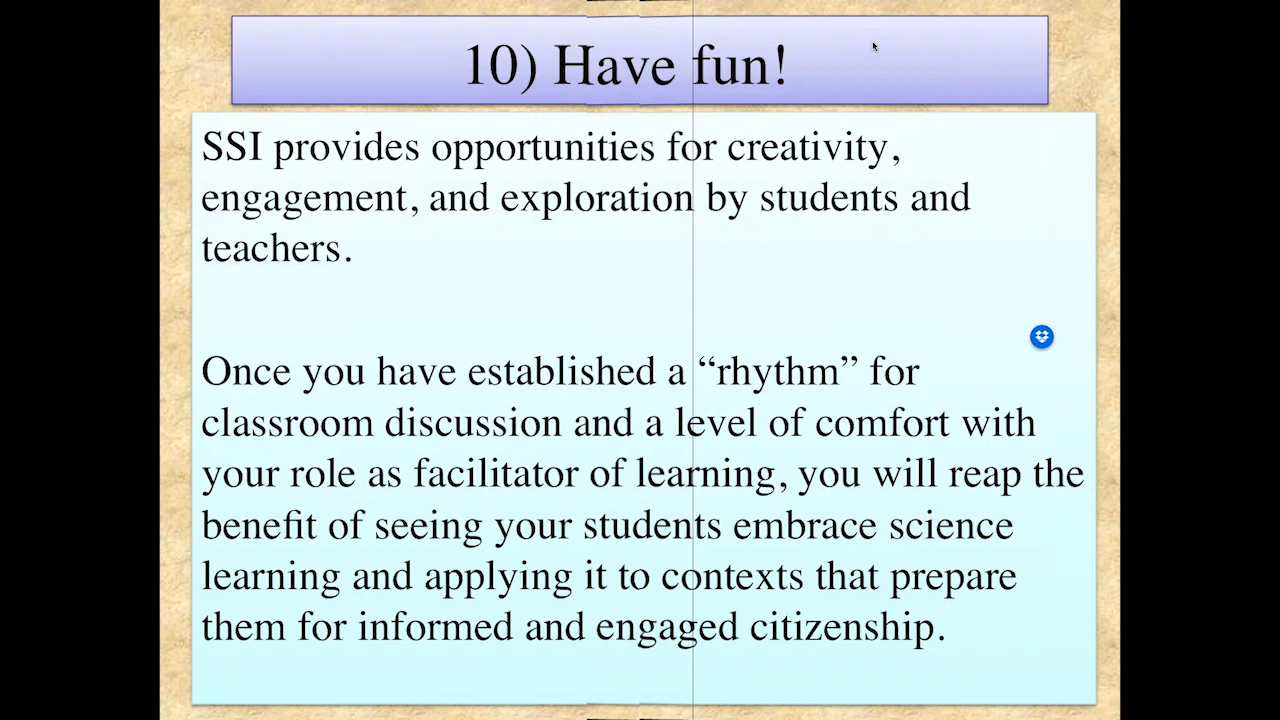 10) Have fun!
SSI provides opportunities for creativity,
engagement, and exploration by students and
teachers.
Once you have established a “rhythm” for
classroom discussion and a level of comfort with
your role as facilitator of learning, you will reap the
benefit of seeing your students embrace science
learning and applying it to contexts that prepare
them for informed and engaged citizenship.